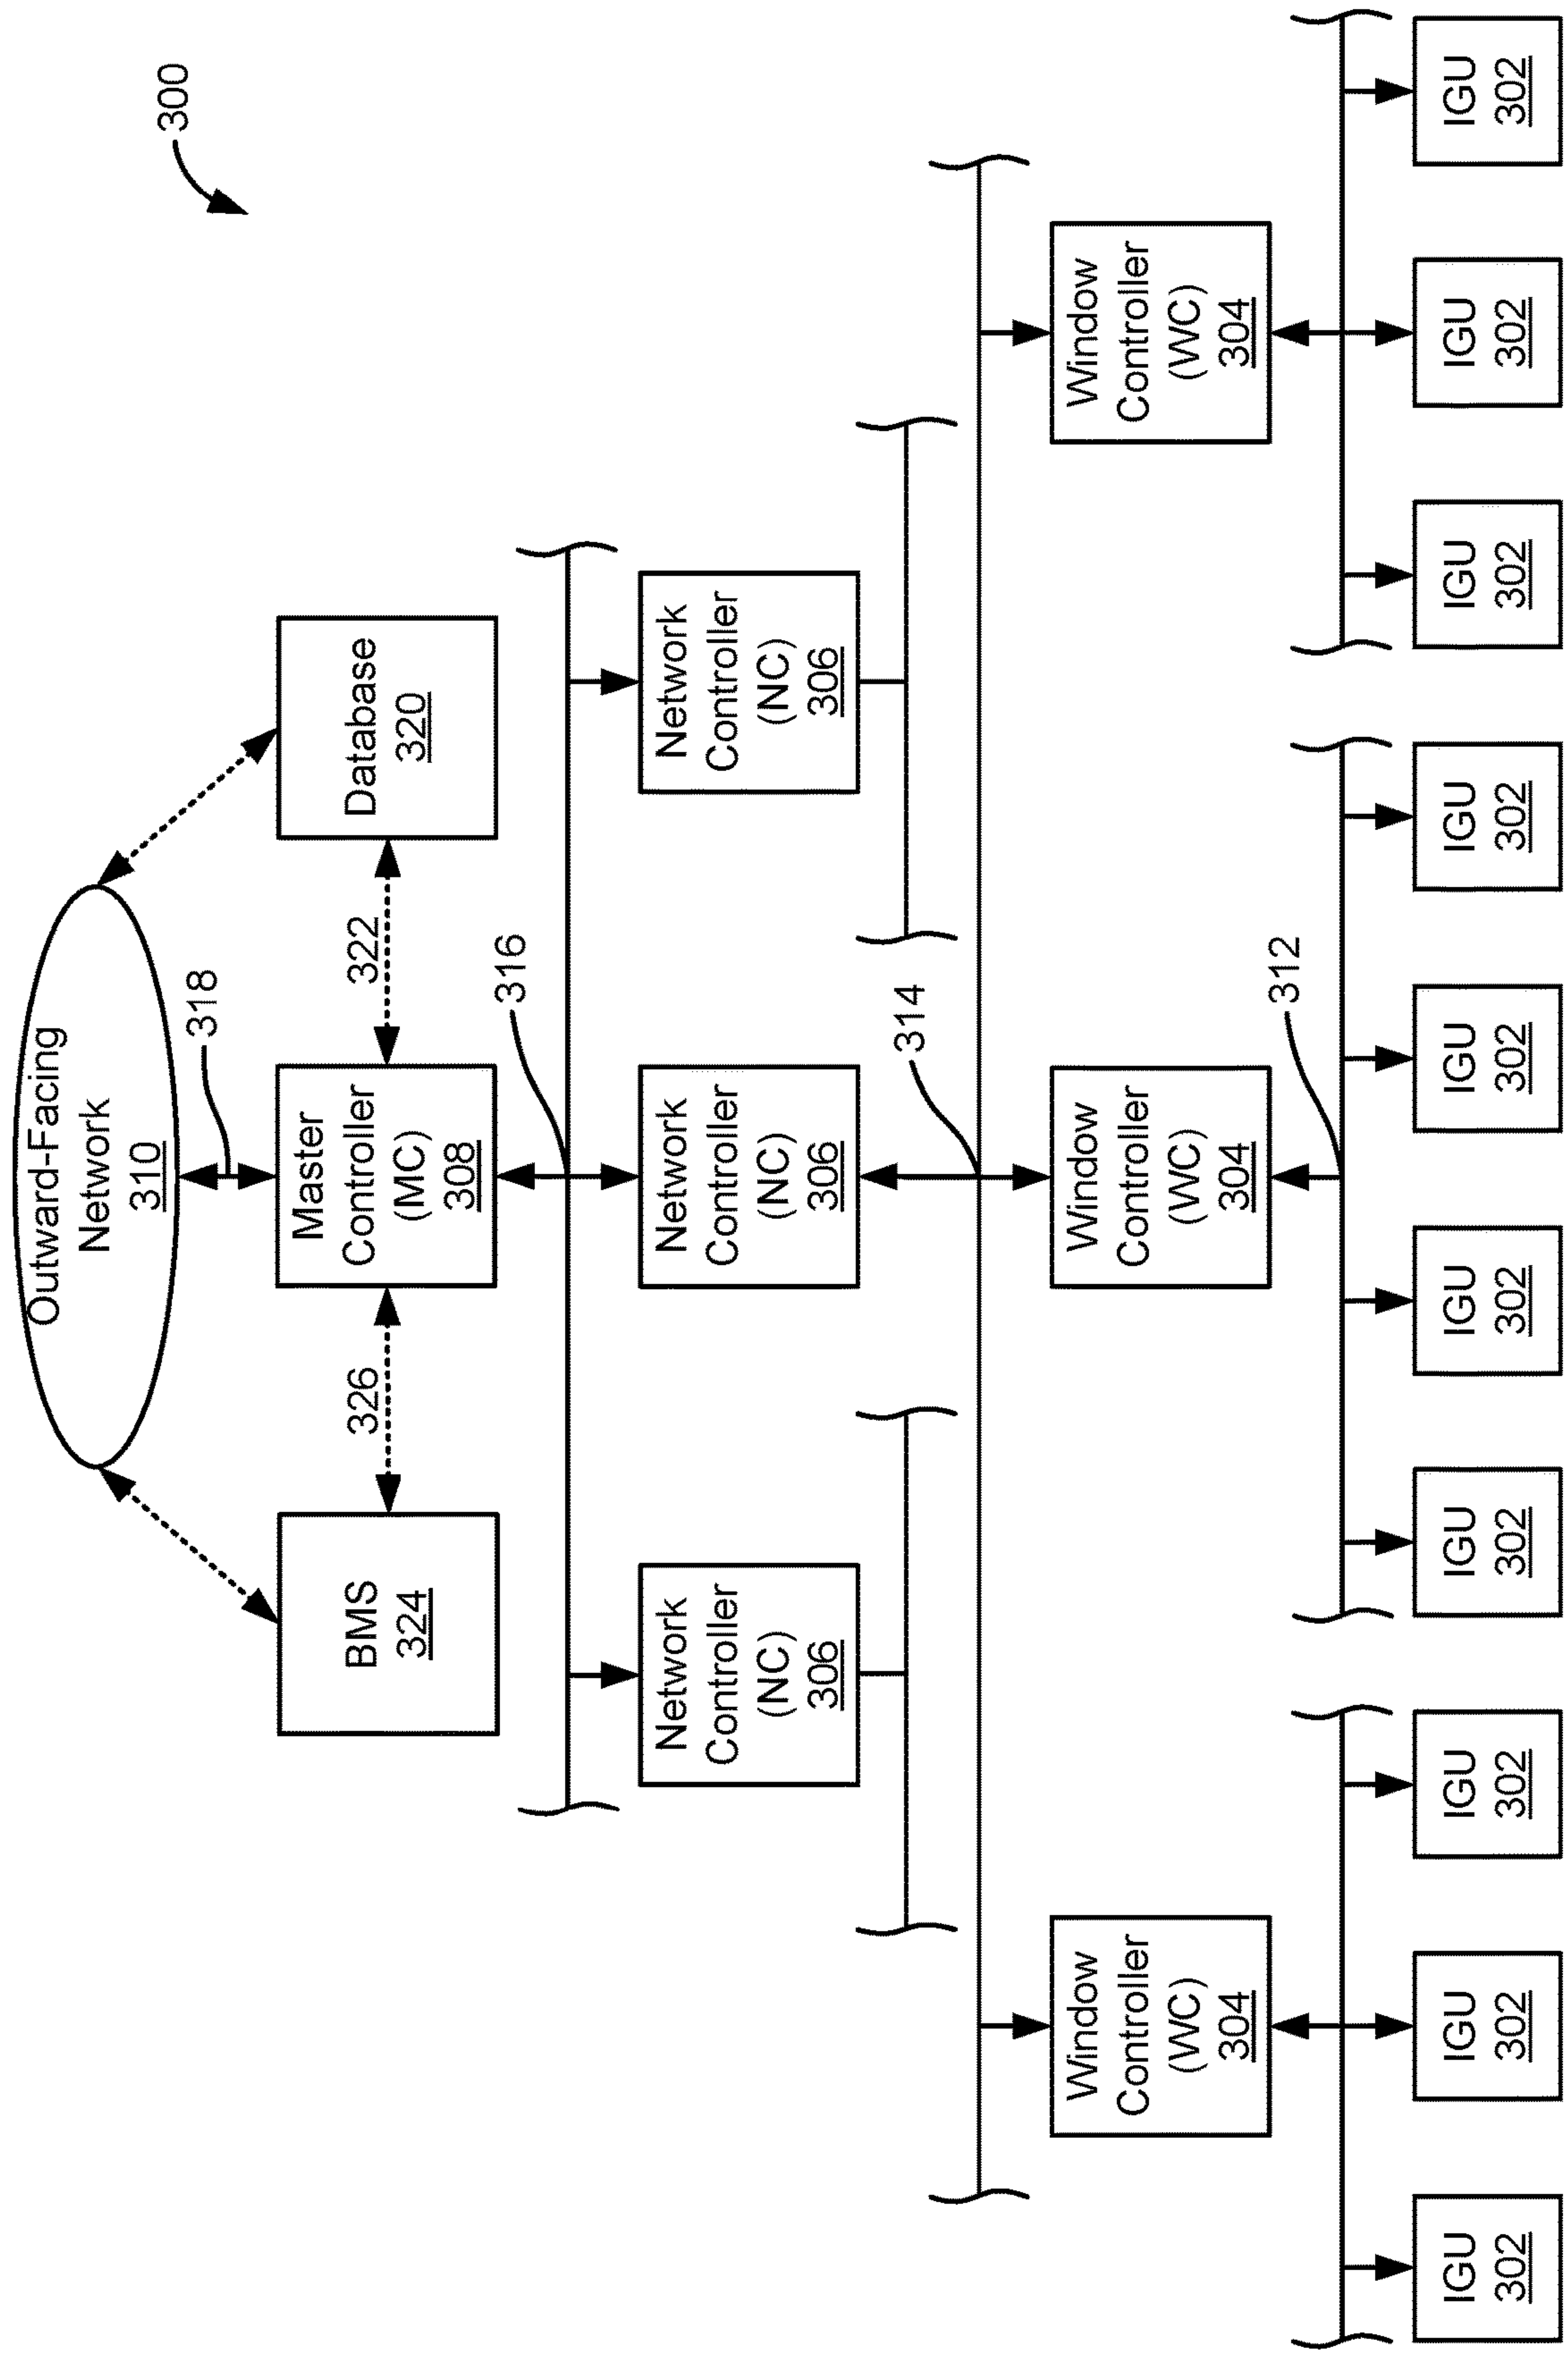 300
Outward-Facing
Network
310
318
BMS
324
326
Master
Controller
(MC)
308
322
Database
320
316
Network
Controller
(NC)
306
Network
Controller
(NC)
306
Network
Controller
(NC)
306
314
Window
Controller
(WC)
304
Window
Controller
(WC)
304
Window
Controller
(WC)
304
312
IGU
302
IGU
302
IGU
302
IGU
302
IGU
302
IGU
302
IGU
302
IGU
302
IGU
302
IGU
302